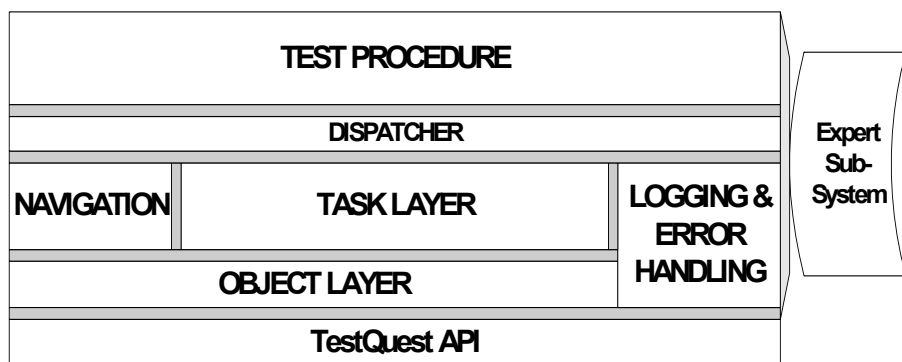 TEST PROCEDURE
DISPATCHER
NAVIGATION
TASK LAYER
LOGGING &
ERROR
HANDLING
OBJECT LAYER
TestQuest API
Expert
Sub-
System